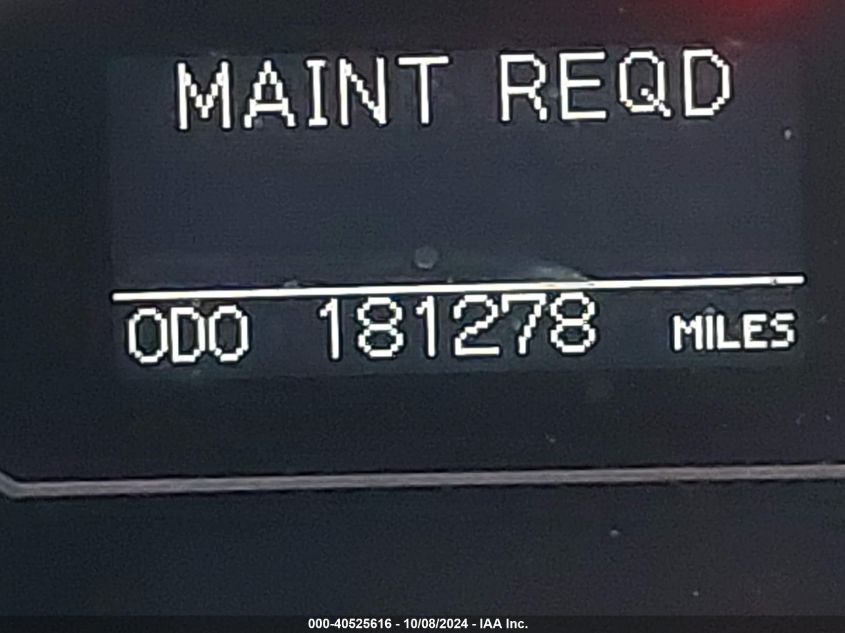 MAINT REQD
ODO 181278 MILES
000-40525616 - 10/08/2024 - IAA Inc.